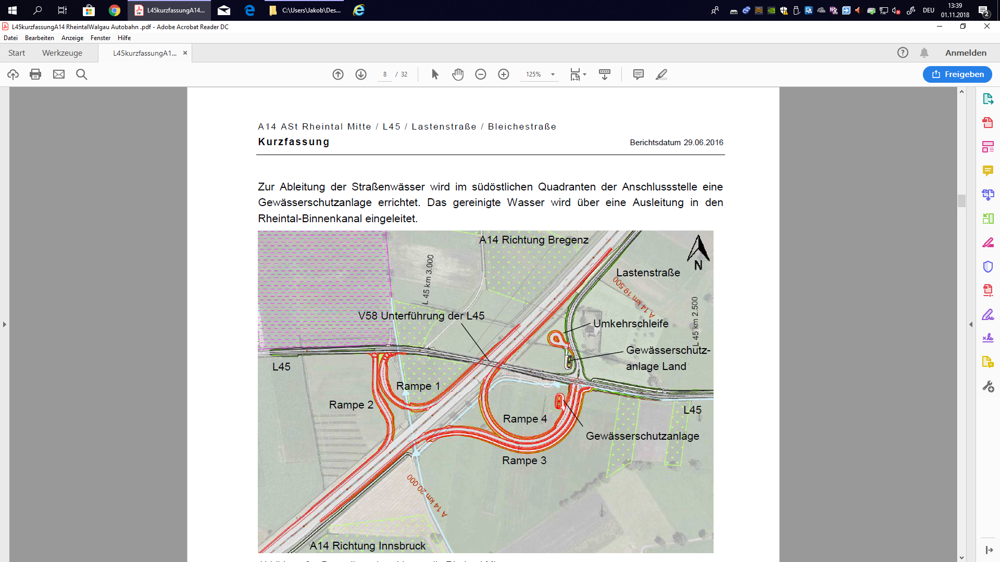 L45kurzfassungA14...
C:\Users\Jakob\Des...
DEU
13:39
01.11.2018
2
L45kurzfassungA14 RheintalWalgau Autobahn .pdf - Adobe Acrobat Reader DC
Datei Bearbeiten Anzeige Fenster Hilfe
Start Werkzeuge L45kurzfassungA1... Anmelden
8 / 32 125% Freigeben
A14 ASt Rheintal Mitte / L45 / Lastenstraße / Bleichestraße
Kurzfassung Berichtsdatum 29.06.2016
Zur Ableitung der Straßenwässer wird im südöstlichen Quadranten der Anschlussstelle eine
Gewässerschutzanlage errichtet. Das gereinigte Wasser wird über eine Ausleitung in den
Rheintal-Binnenkanal eingeleitet.
A14 Richtung Bregenz
N
L 45 km 3.000
Lastenstraße
A 14 km 19.500
V58 Unterführung der L45
L 45 km 2.500
Umkehrschleife
Gewässerschutz-
anlage Land
L45
Rampe 1
Rampe 2
L45
Rampe 4
Gewässerschutzanlage
Rampe 3
A 14 km 20.000
A14 Richtung Innsbruck